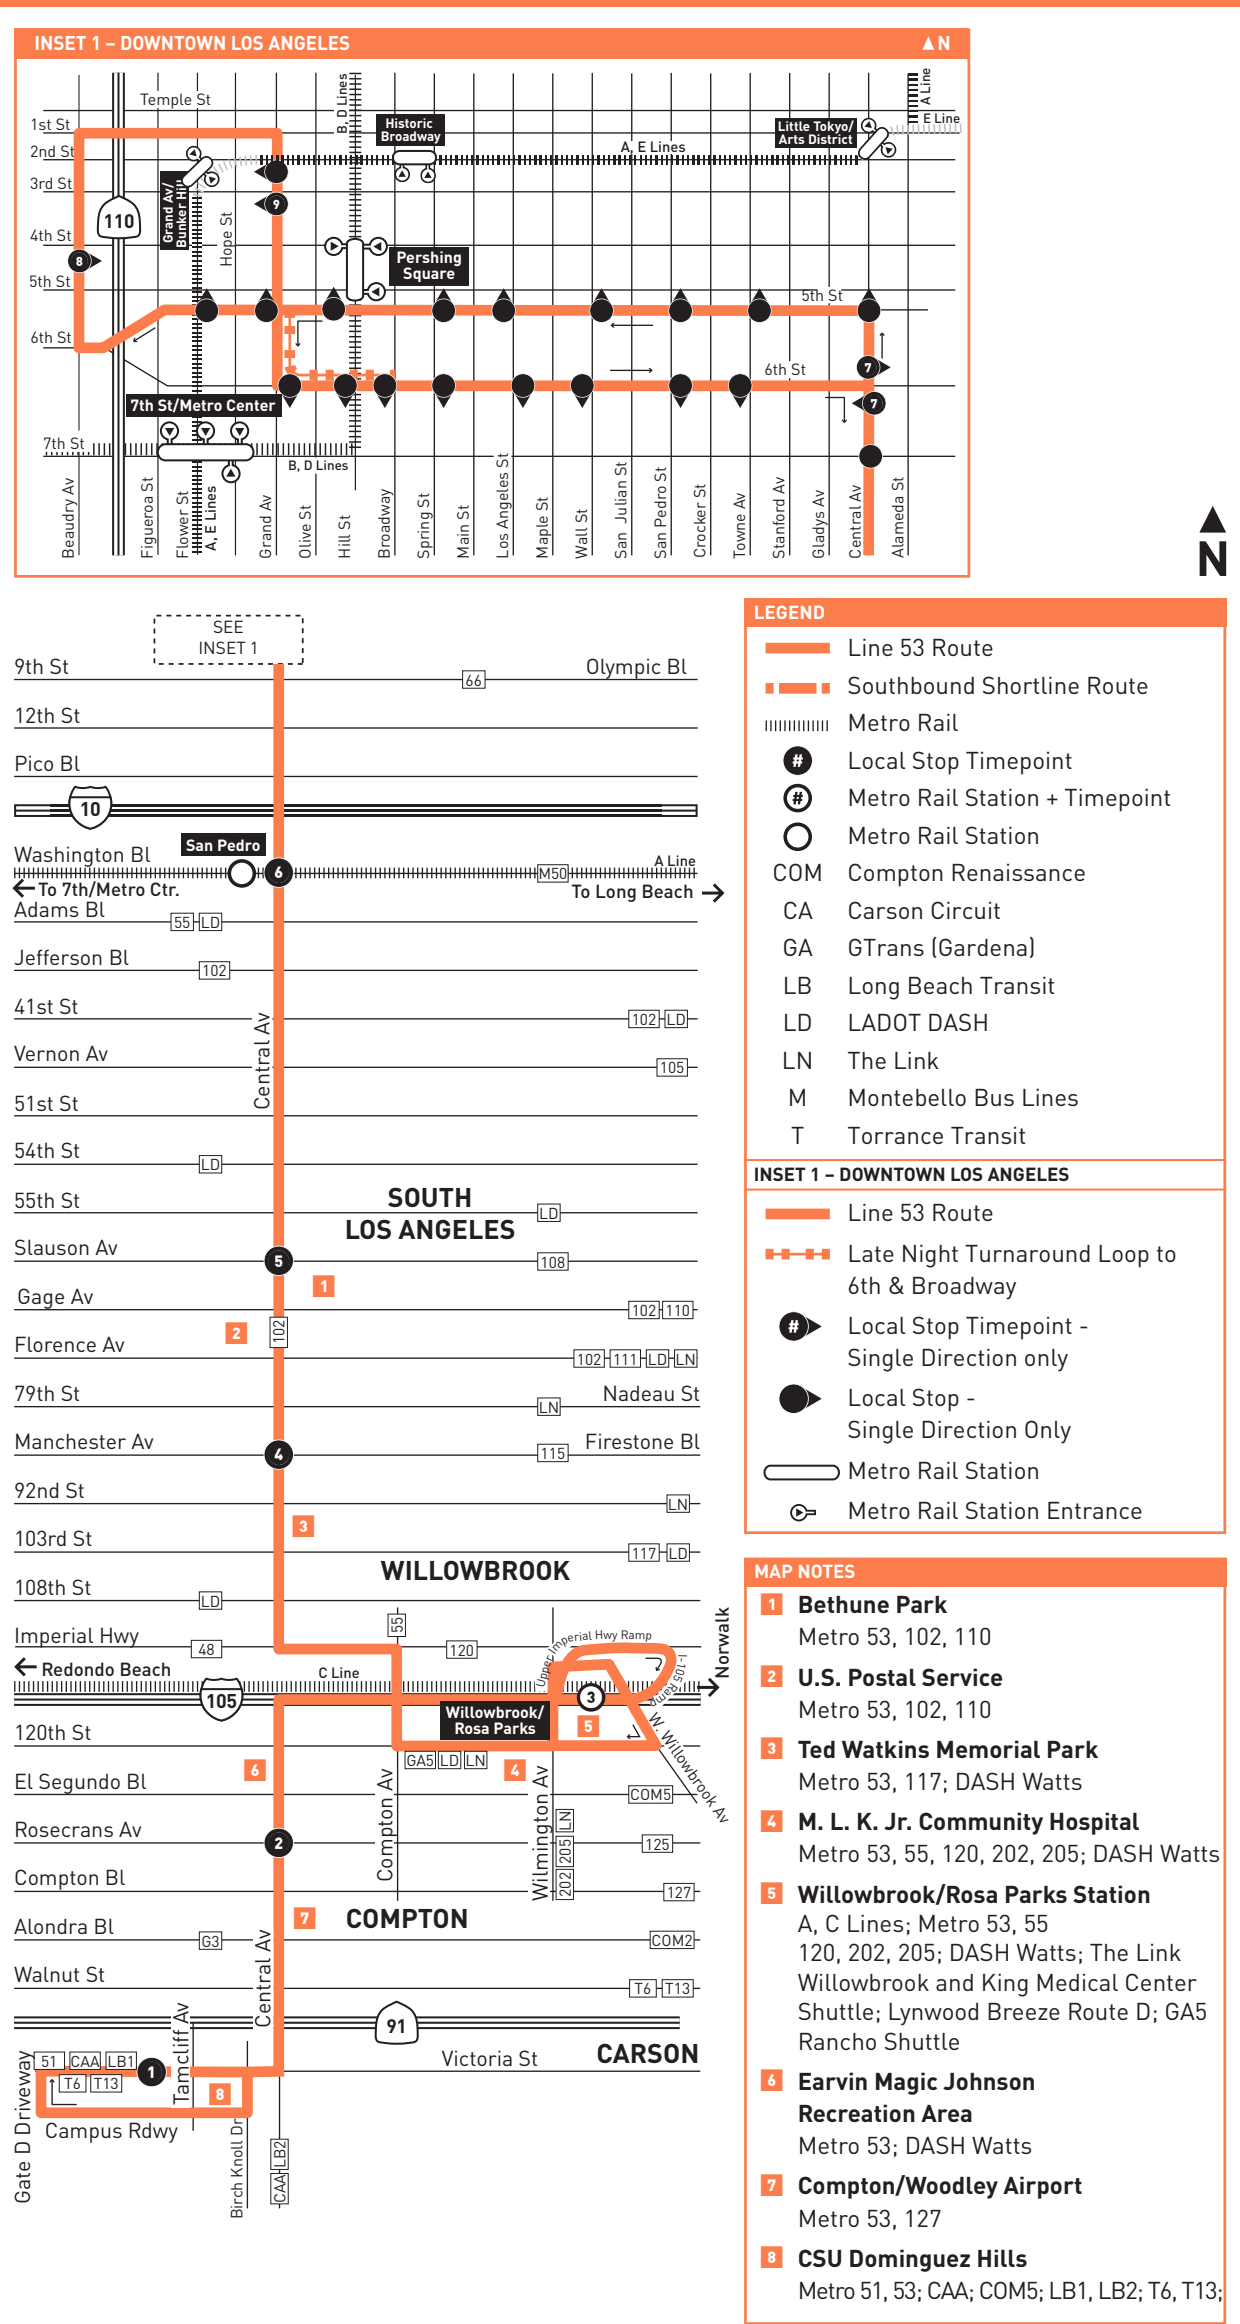 INSET 1 – DOWNTOWN LOS ANGELES
N
Temple St
1st St
2nd St
3rd St
4th St
5th St
6th St
7th St
B, D Lines
Historic
Broadway
A, E Lines
Little Tokyo/
Arts District
A Line
E Line
Grand Av/
Bunker Hill
Hope St
110
9
8
Pershing
Square
5th St
6th St
7
7
7th St/Metro Center
B, D Lines
A, E Lines
Beaudry Av
Figueroa St
Flower St
Grand Av
Olive St
Hill St
Broadway
Spring St
Main St
Los Angeles St
Maple St
Wall St
San Julian St
San Pedro St
Crocker St
Towne Av
Stanford Av
Gladys Av
Central Av
Alameda St
N
SEE
INSET 1
9th St
66
Olympic Bl
12th St
Pico Bl
10
Washington Bl
San Pedro
6
M50
A Line
To 7th/Metro Ctr.
To Long Beach
Adams Bl
55 LD
Jefferson Bl
102
41st St
102 LD
Central Av
Vernon Av
105
51st St
54th St
LD
55th St
LD
SOUTH
LOS ANGELES
Slauson Av
5
108
1
Gage Av
102 110
2
102
Florence Av
102 111 LD LN
79th St
LN
Nadeau St
Manchester Av
4
115
Firestone Bl
92nd St
LN
3
103rd St
117 LD
WILLOWBROOK
108th St
LD
55
Imperial Hwy
48
120
Upper Imperial Hwy Ramp
I-105 Ramp
Norwalk
Redondo Beach
C Line
105
3
Willowbrook/
Rosa Parks
5
120th St
GA5 LD LN
4
W. Willowbrook Av
6
El Segundo Bl
COM5
Compton Av
Wilmington Av
202 205 LN
Rosecrans Av
2
125
Compton Bl
127
7
COMPTON
Alondra Bl
G3
COM2
Central Av
Walnut St
T6 T13
91
Tamcliff Av
Victoria St
CARSON
51 CAA LB1
1
T6 T13
8
Gate D Driveway
Campus Rdwy
Birch Knoll Dr
CAA LB2
LEGEND
Line 53 Route
Southbound Shortline Route
Metro Rail
# Local Stop Timepoint
# Metro Rail Station + Timepoint
Metro Rail Station
COM Compton Renaissance
CA Carson Circuit
GA GTrans (Gardena)
LB Long Beach Transit
LD LADOT DASH
LN The Link
M Montebello Bus Lines
T Torrance Transit
INSET 1 – DOWNTOWN LOS ANGELES
Line 53 Route
Late Night Turnaround Loop to
6th & Broadway
# Local Stop Timepoint -
Single Direction only
Local Stop -
Single Direction Only
Metro Rail Station
Metro Rail Station Entrance
MAP NOTES
1 Bethune Park
Metro 53, 102, 110
2 U.S. Postal Service
Metro 53, 102, 110
3 Ted Watkins Memorial Park
Metro 53, 117; DASH Watts
4 M. L. K. Jr. Community Hospital
Metro 53, 55, 120, 202, 205; DASH Watts
5 Willowbrook/Rosa Parks Station
A, C Lines; Metro 53, 55
120, 202, 205; DASH Watts; The Link
Willowbrook and King Medical Center
Shuttle; Lynwood Breeze Route D; GA5
Rancho Shuttle
6 Earvin Magic Johnson
Recreation Area
Metro 53; DASH Watts
7 Compton/Woodley Airport
Metro 53, 127
8 CSU Dominguez Hills
Metro 51, 53; CAA; COM5; LB1, LB2; T6, T13;